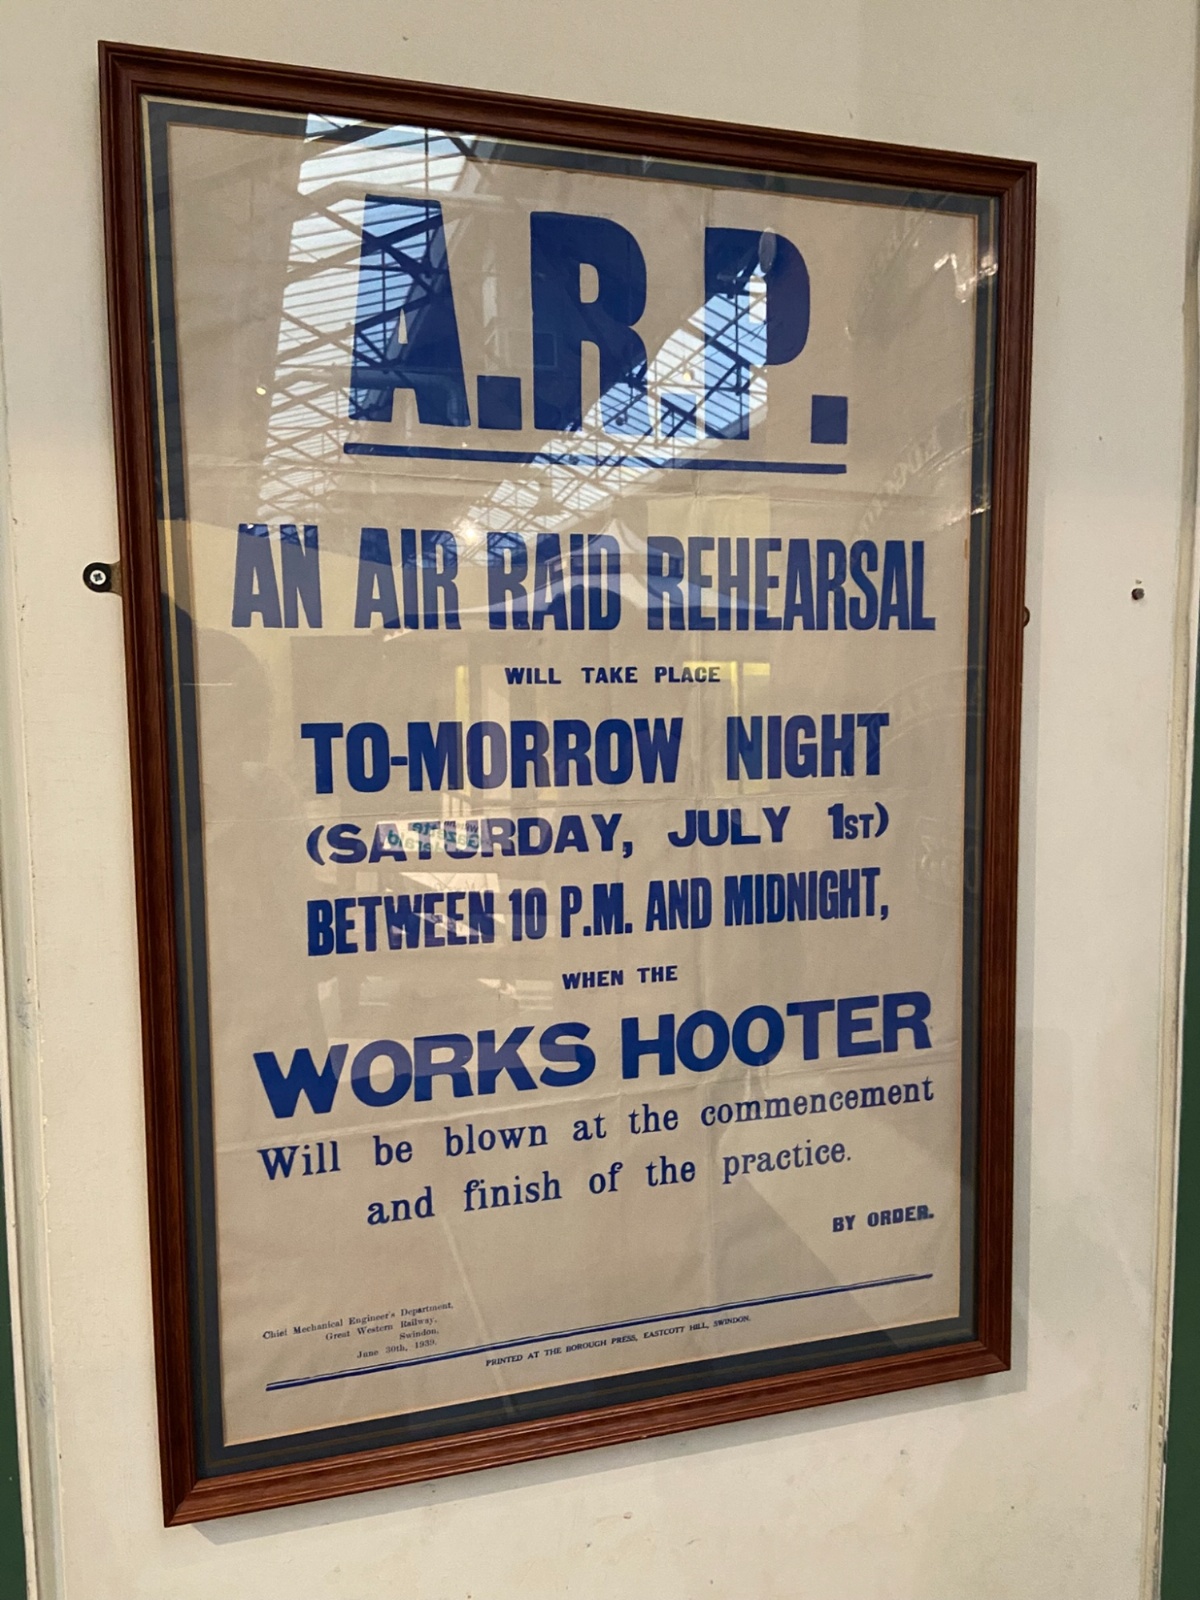 A.R.P.
AN AIR RAID REHEARSAL
WILL TAKE PLACE
TO-MORROW NIGHT
(SATURDAY, JULY 1ST)
BETWEEN 10 P.M. AND MIDNIGHT,
WHEN THE
WORKS HOOTER
Will be blown at the commencement
and finish of the practice.
BY ORDER.
Chief Mechanical Engineer's Department,
Great Western Railway,
Swindon,
June 30th, 1939.
PRINTED AT THE BOROUGH PRESS, EASTCOTT HILL, SWINDON.